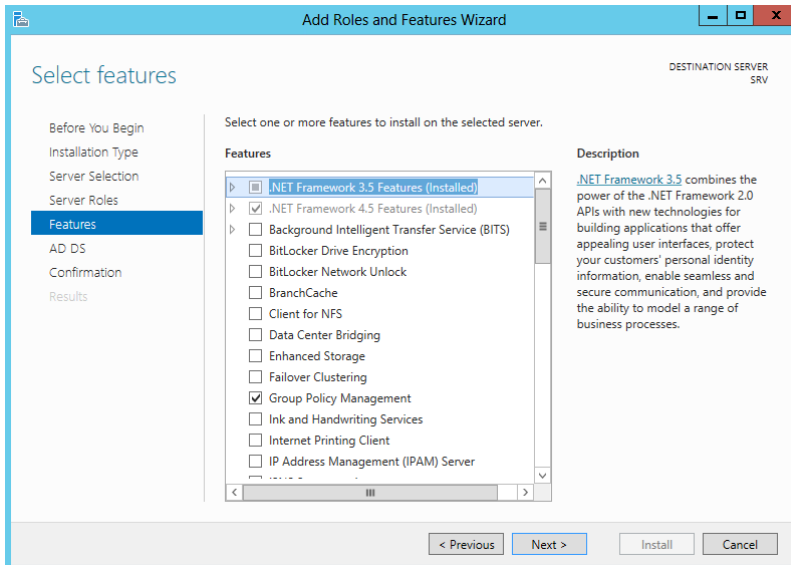 Add Roles and Features Wizard
Select features
DESTINATION SERVER
SRV
Before You Begin
Installation Type
Server Selection
Server Roles
Features
AD DS
Confirmation
Results
Select one or more features to install on the selected server.
Features
.NET Framework 3.5 Features (Installed)
.NET Framework 4.5 Features (Installed)
Background Intelligent Transfer Service (BITS)
BitLocker Drive Encryption
BitLocker Network Unlock
BranchCache
Client for NFS
Data Center Bridging
Enhanced Storage
Failover Clustering
Group Policy Management
Ink and Handwriting Services
Internet Printing Client
IP Address Management (IPAM) Server
Description
.NET Framework 3.5 combines the
power of the .NET Framework 2.0
APIs with new technologies for
building applications that offer
appealing user interfaces, protect
your customers' personal identity
information, enable seamless and
secure communication, and provide
the ability to model a range of
business processes.
< Previous
Next >
Install
Cancel